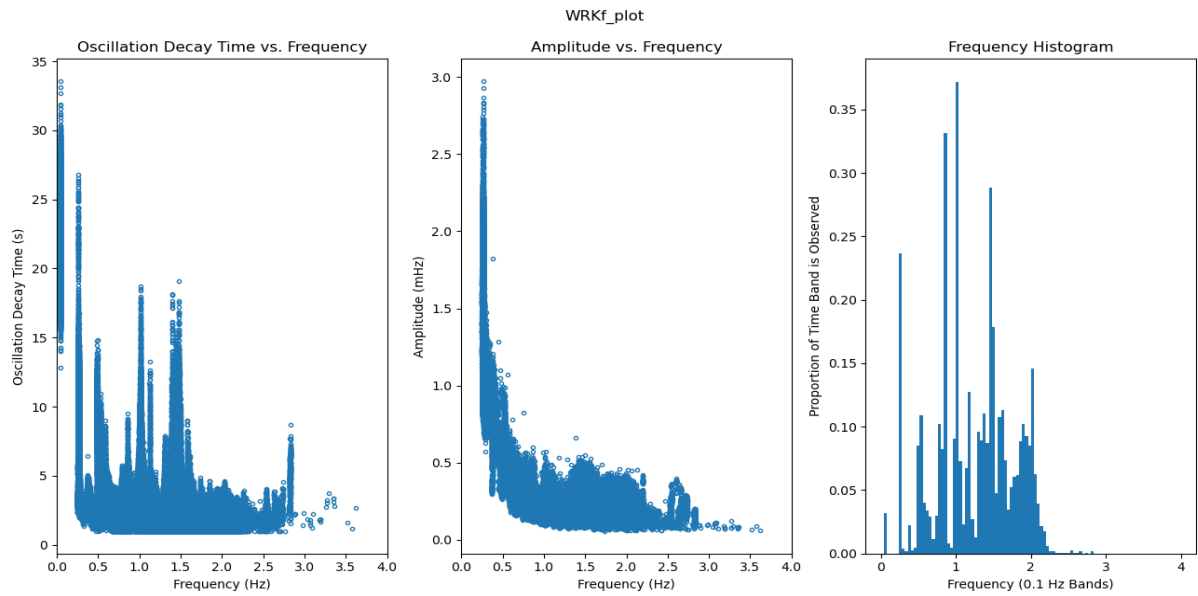 WRKf_plot
Oscillation Decay Time vs. Frequency
Amplitude vs. Frequency
Frequency Histogram
Oscillation Decay Time (s)
35
30
25
20
15
10
5
0
0.0 0.5 1.0 1.5 2.0 2.5 3.0 3.5 4.0
Frequency (Hz)
Amplitude (mHz)
3.0
2.5
2.0
1.5
1.0
0.5
0.0
0.0 0.5 1.0 1.5 2.0 2.5 3.0 3.5 4.0
Frequency (Hz)
Proportion of Time Band is Observed
0.35
0.30
0.25
0.20
0.15
0.10
0.05
0.00
0 1 2 3 4
Frequency (0.1 Hz Bands)